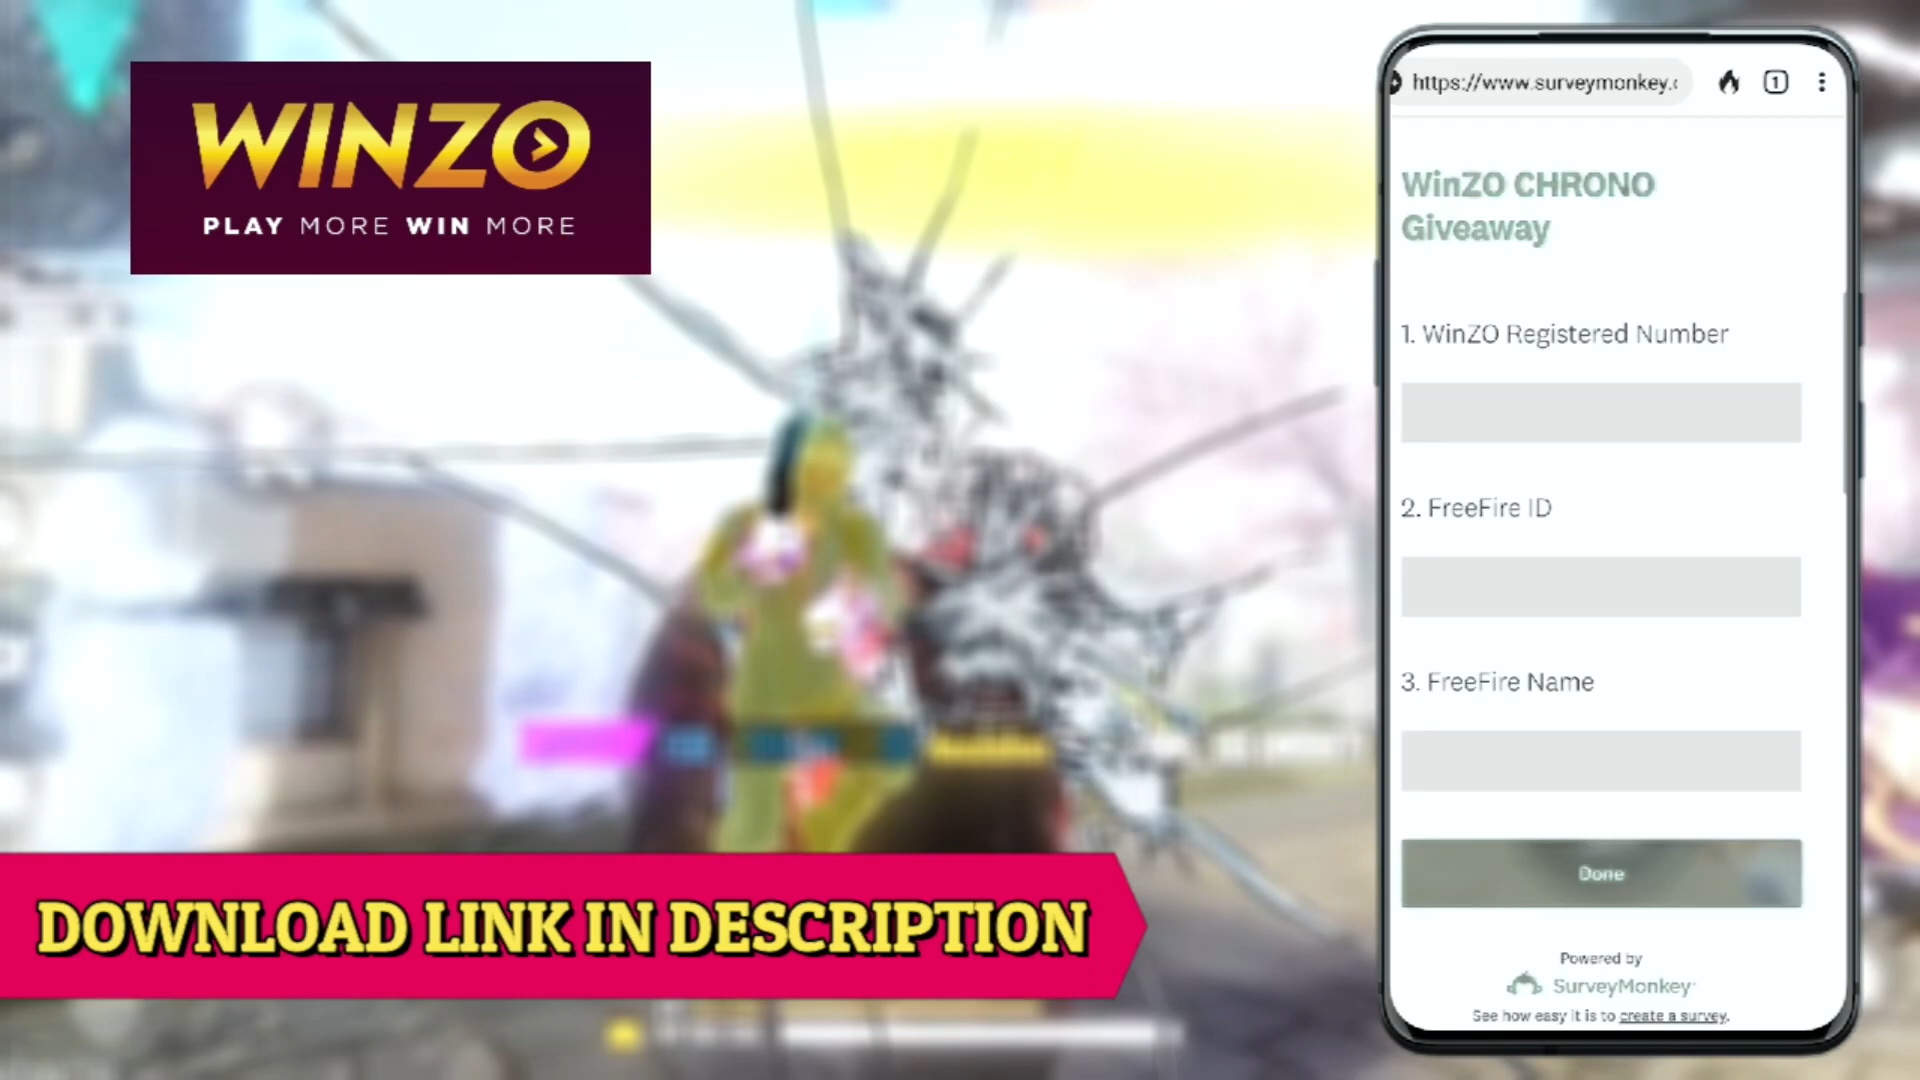 WINZO
PLAY MORE WIN MORE
https://www.surveymonkey.c
1
WinZO CHRONO
Giveaway
1. WinZO Registered Number
2. FreeFire ID
3. FreeFire Name
Done
Powered by
SurveyMonkey
See how easy it is to create a survey.
DOWNLOAD LINK IN DESCRIPTION